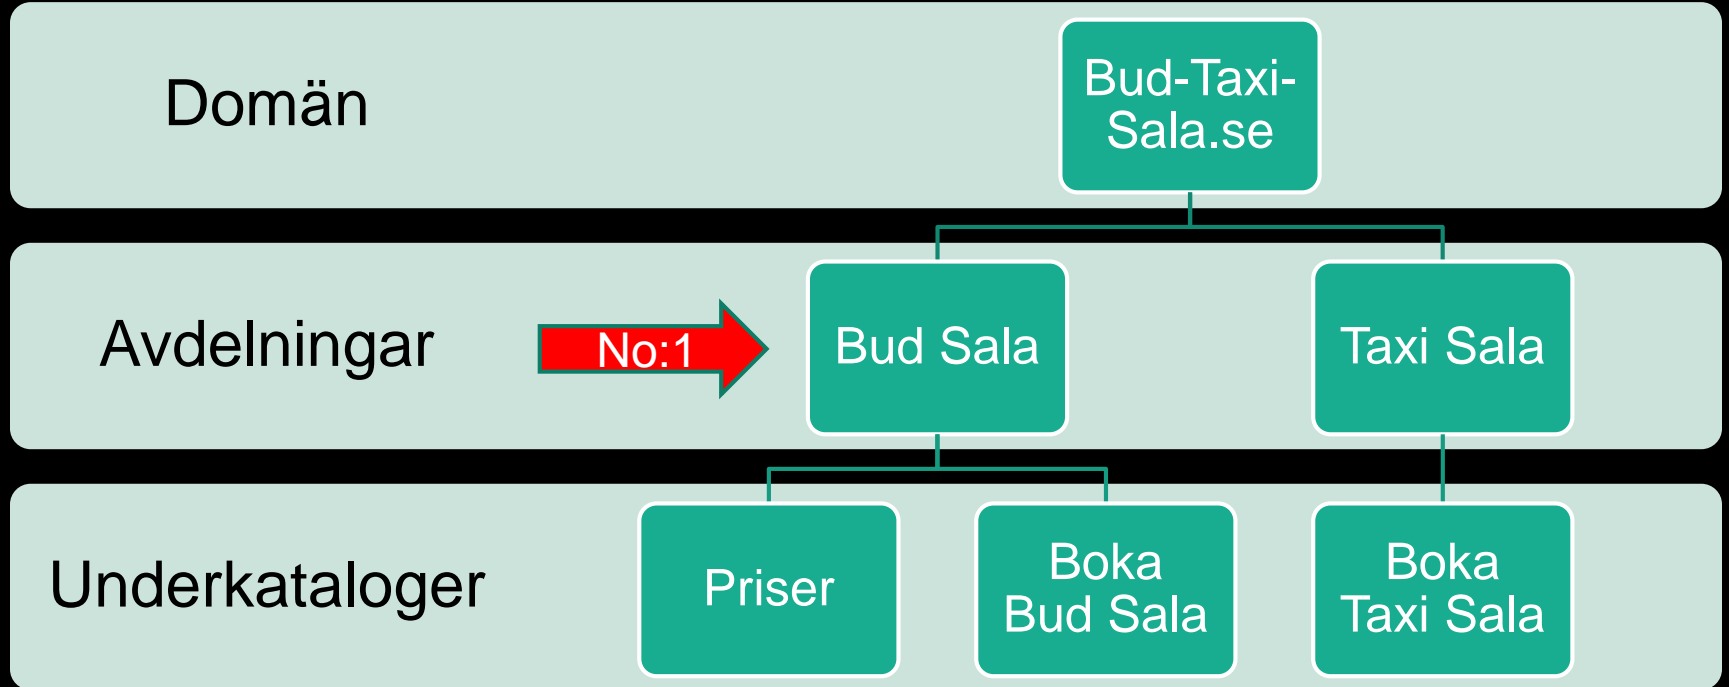 Domän
Bud-Taxi-
Sala.se
Avdelningar
No:1
Bud Sala
Taxi Sala
Underkataloger
Priser
Boka
Bud Sala
Boka
Taxi Sala